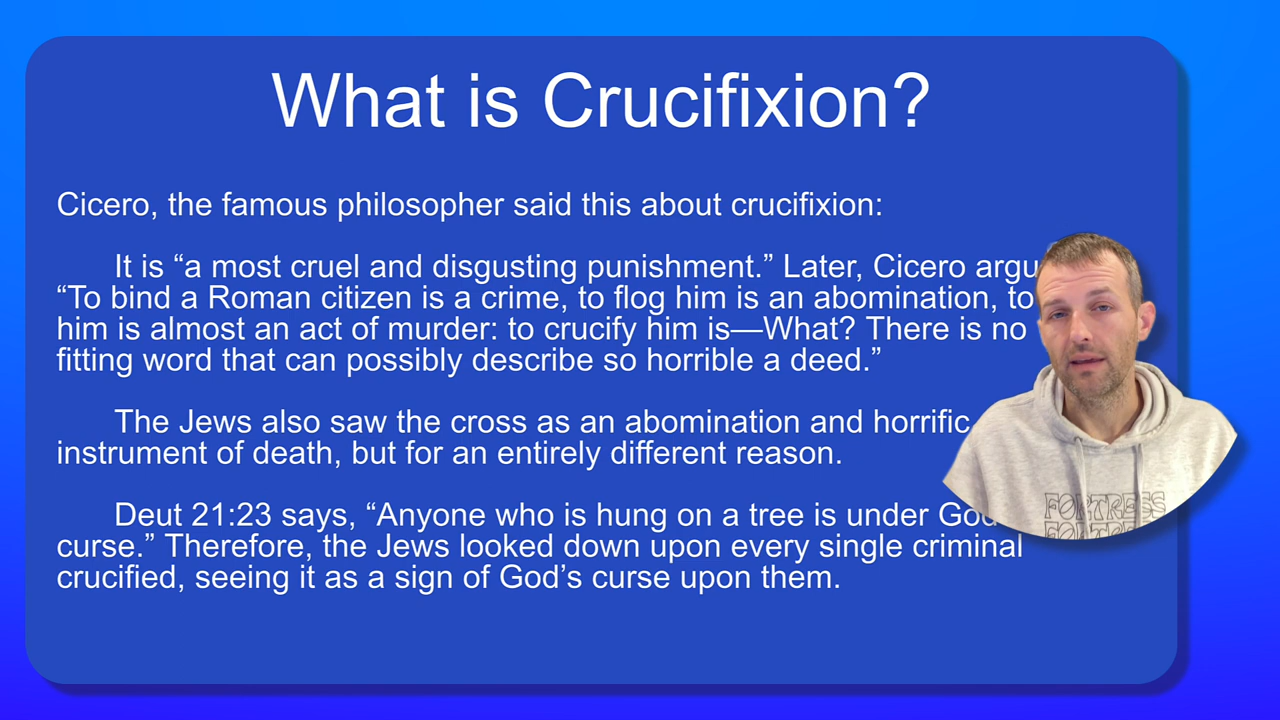 What is Crucifixion?
Cicero, the famous philosopher said this about crucifixion:
It is “a most cruel and disgusting punishment.” Later, Cicero argu
“To bind a Roman citizen is a crime, to flog him is an abomination, to
him is almost an act of murder: to crucify him is—What? There is no
fitting word that can possibly describe so horrible a deed.”
The Jews also saw the cross as an abomination and horrific
instrument of death, but for an entirely different reason.
Deut 21:23 says, “Anyone who is hung on a tree is under God
curse.” Therefore, the Jews looked down upon every single criminal
crucified, seeing it as a sign of God’s curse upon them.
FORTRESS
FORTRESS